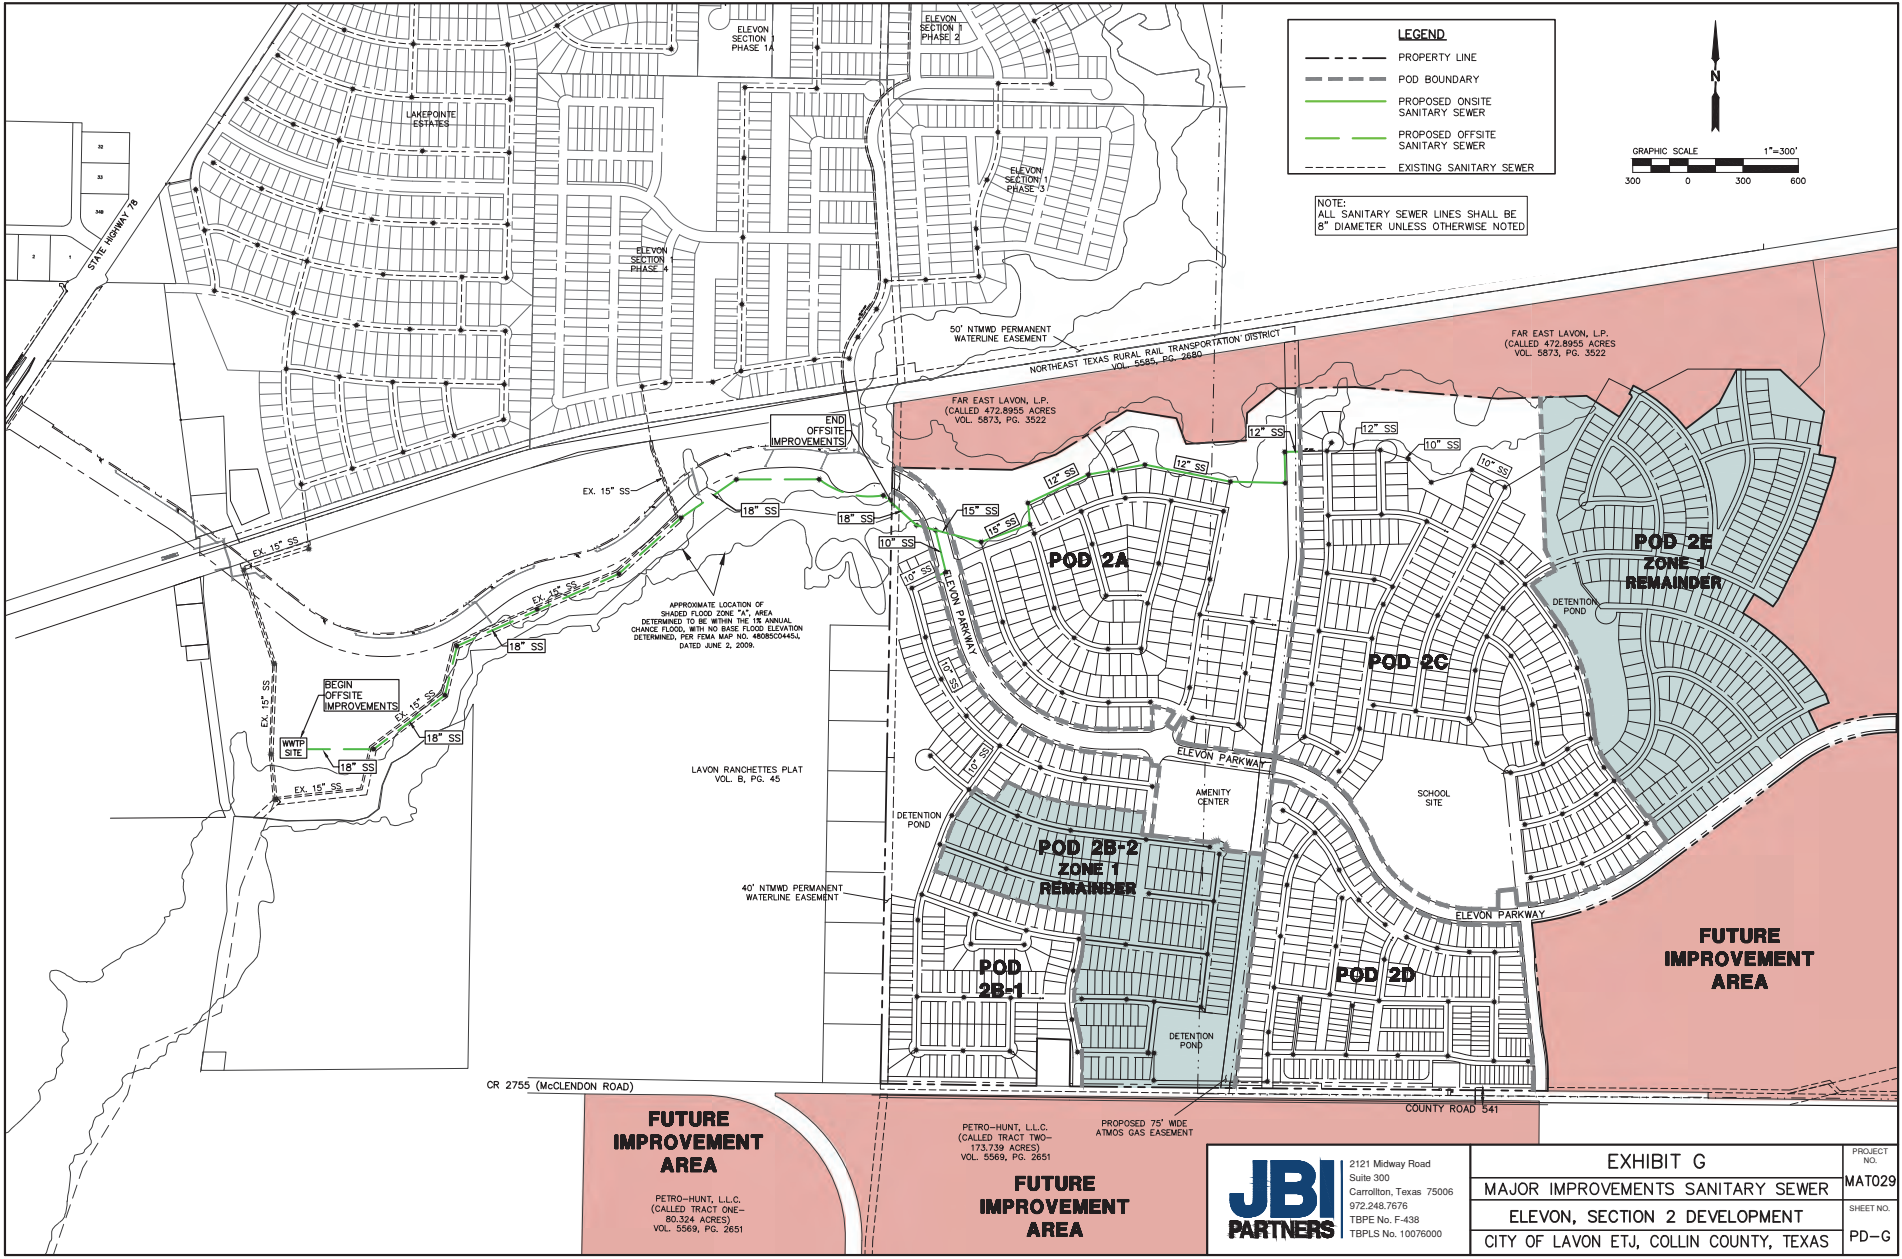 ELEVON
SECTION 1
PHASE 1A
ELEVON
SECTION 1
PHASE 2
LEGEND
PROPERTY LINE
POD BOUNDARY
PROPOSED ONSITE
SANITARY SEWER
PROPOSED OFFSITE
SANITARY SEWER
EXISTING SANITARY SEWER
N
GRAPHIC SCALE 1"=300'
300 0 300 600
NOTE:
ALL SANITARY SEWER LINES SHALL BE
8" DIAMETER UNLESS OTHERWISE NOTED
LAKEPOINTE
ESTATES
32
33
34B
2 1
STATE HIGHWAY 78
ELEVON
SECTION 1
PHASE 3
ELEVON
SECTION 1
PHASE 4
50' NTMWD PERMANENT
WATERLINE EASEMENT
NORTHEAST TEXAS RURAL RAIL TRANSPORTATION DISTRICT
VOL. 5585, PG. 2680
FAR EAST LAVON, L.P.
(CALLED 472.8955 ACRES
VOL. 5873, PG. 3522
FAR EAST LAVON, L.P.
(CALLED 472.8955 ACRES
VOL. 5873, PG. 3522
END
OFFSITE
IMPROVEMENTS
12" SS
12" SS
10" SS
10" SS
12" SS
12" SS
EX. 15" SS
18" SS
18" SS
15" SS
15" SS
10" SS
10" SS
EX. 15" SS
POD 2A
POD 2E
ZONE 1
REMAINDER
DETENTION
POND
ELEVON PARKWAY
EX. 15" SS
APPROXIMATE LOCATION OF
SHADED FLOOD ZONE "A", AREA
DETERMINED TO BE WITHIN THE 1% ANNUAL
CHANCE FLOOD, WITH NO BASE FLOOD ELEVATION
DETERMINED, PER FEMA MAP NO. 48085C0445J,
DATED JUNE 2, 2009.
18" SS
10" SS
POD 2C
BEGIN
OFFSITE
IMPROVEMENTS
EX. 15" SS
EX. 15" SS
18" SS
WWTP
SITE
18" SS
EX. 15" SS
10" SS
ELEVON PARKWAY
LAVON RANCHETTES PLAT
VOL. B, PG. 45
AMENITY
CENTER
SCHOOL
SITE
DETENTION
POND
POD 2B-2
ZONE 1
REMAINDER
40' NTMWD PERMANENT
WATERLINE EASEMENT
ELEVON PARKWAY
FUTURE
IMPROVEMENT
AREA
POD
2B-1
POD 2D
DETENTION
POND
CR 2755 (McCLENDON ROAD)
COUNTY ROAD 541
FUTURE
IMPROVEMENT
AREA
PETRO-HUNT, L.L.C.
(CALLED TRACT ONE-
80.324 ACRES)
VOL. 5569, PG. 2651
PETRO-HUNT, L.L.C.
(CALLED TRACT TWO-
173.739 ACRES)
VOL. 5569, PG. 2651
FUTURE
IMPROVEMENT
AREA
PROPOSED 75' WIDE
ATMOS GAS EASEMENT
JBI
PARTNERS
2121 Midway Road
Suite 300
Carrollton, Texas 75006
972.248.7676
TBPE No. F-438
TBPLS No. 10076000
EXHIBIT G
MAJOR IMPROVEMENTS SANITARY SEWER
ELEVON, SECTION 2 DEVELOPMENT
CITY OF LAVON ETJ, COLLIN COUNTY, TEXAS
PROJECT
NO.
MAT029
SHEET NO.
PD-G